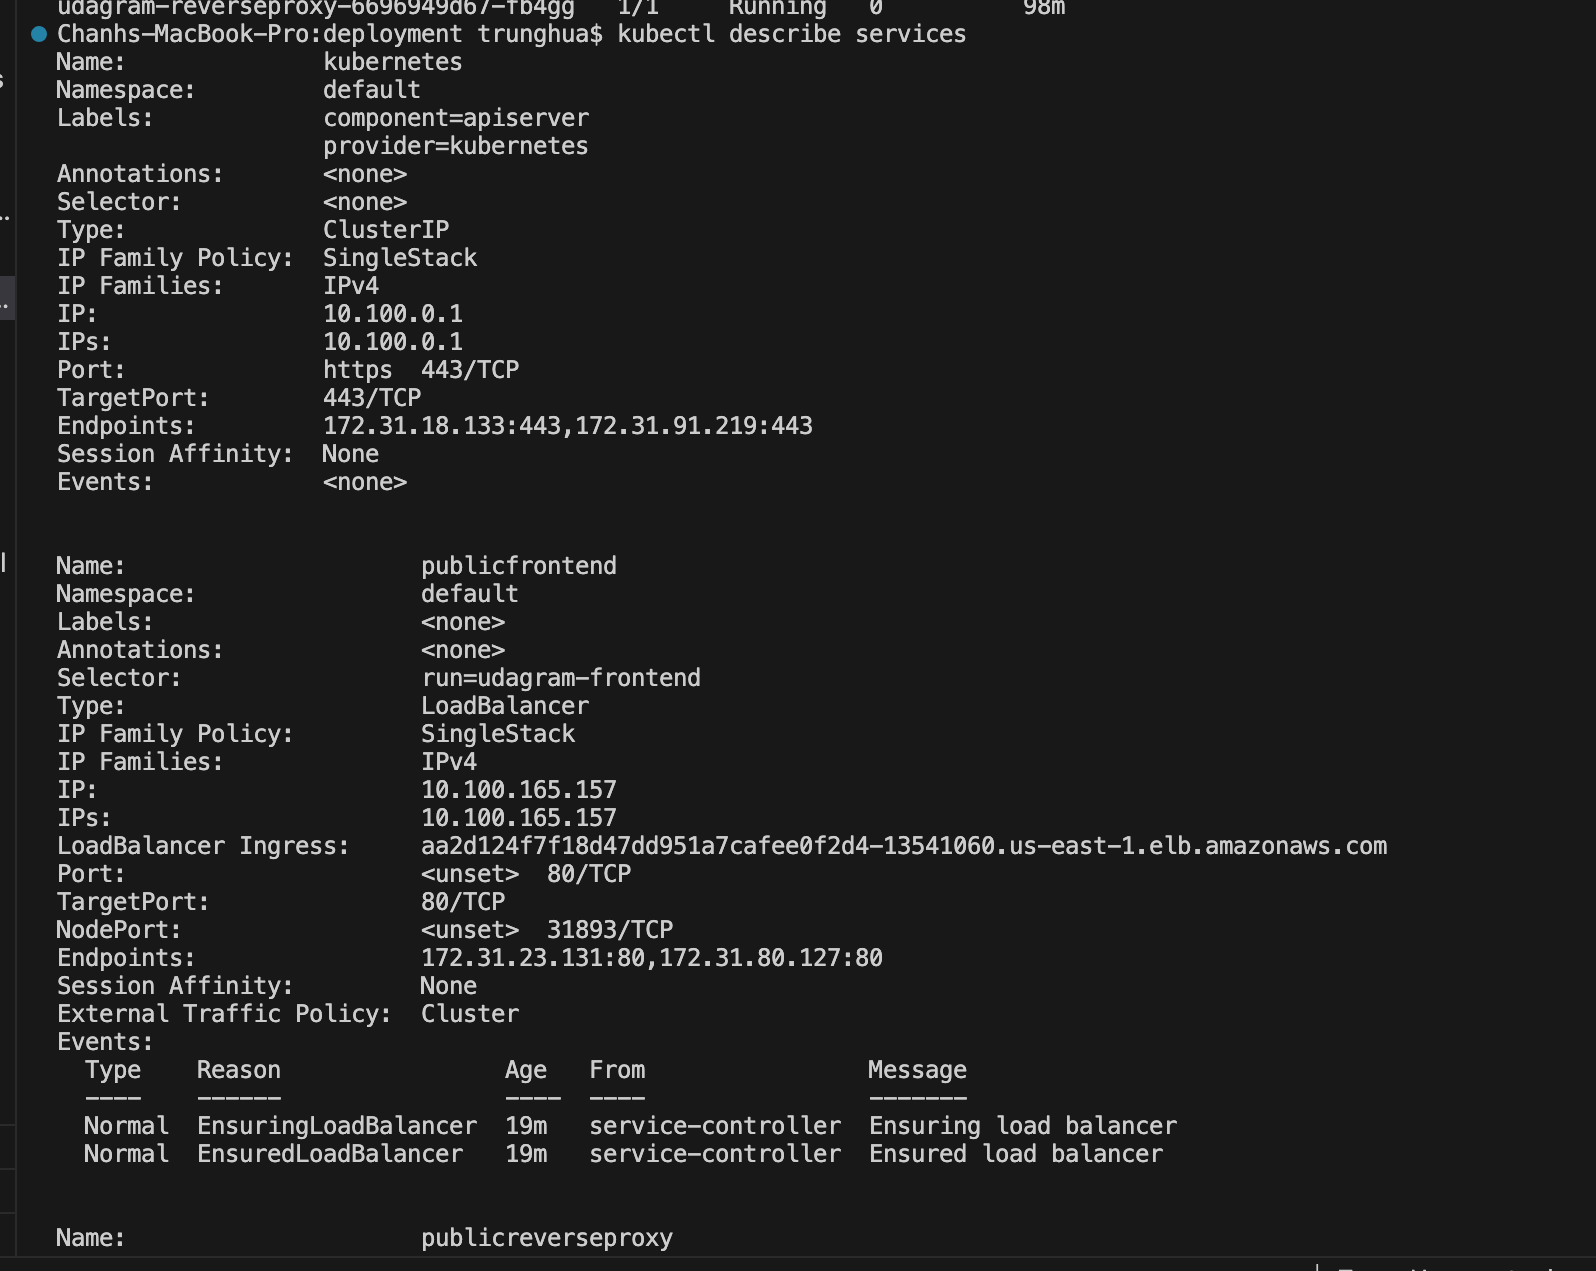 udagram-reverseproxy-6696949d67-fb4gg   1/1     Running   0          98m
Chanhs-MacBook-Pro:deployment trunghua$ kubectl describe services
Name:              kubernetes
Namespace:         default
Labels:            component=apiserver
                   provider=kubernetes
Annotations:       <none>
Selector:          <none>
Type:              ClusterIP
IP Family Policy:  SingleStack
IP Families:       IPv4
IP:                10.100.0.1
IPs:               10.100.0.1
Port:              https  443/TCP
TargetPort:        443/TCP
Endpoints:         172.31.18.133:443,172.31.91.219:443
Session Affinity:  None
Events:            <none>
Name:                     publicfrontend
Namespace:                default
Labels:                   <none>
Annotations:              <none>
Selector:                 run=udagram-frontend
Type:                     LoadBalancer
IP Family Policy:         SingleStack
IP Families:              IPv4
IP:                       10.100.165.157
IPs:                      10.100.165.157
LoadBalancer Ingress:     aa2d124f7f18d47dd951a7cafee0f2d4-13541060.us-east-1.elb.amazonaws.com
Port:                     <unset>  80/TCP
TargetPort:               80/TCP
NodePort:                 <unset>  31893/TCP
Endpoints:                172.31.23.131:80,172.31.80.127:80
Session Affinity:         None
External Traffic Policy:  Cluster
Events:
  Type    Reason                Age   From                Message
  ----    ------                ----  ----                -------
  Normal  EnsuringLoadBalancer  19m   service-controller  Ensuring load balancer
  Normal  EnsuredLoadBalancer   19m   service-controller  Ensured load balancer
Name:                     publicreverseproxy